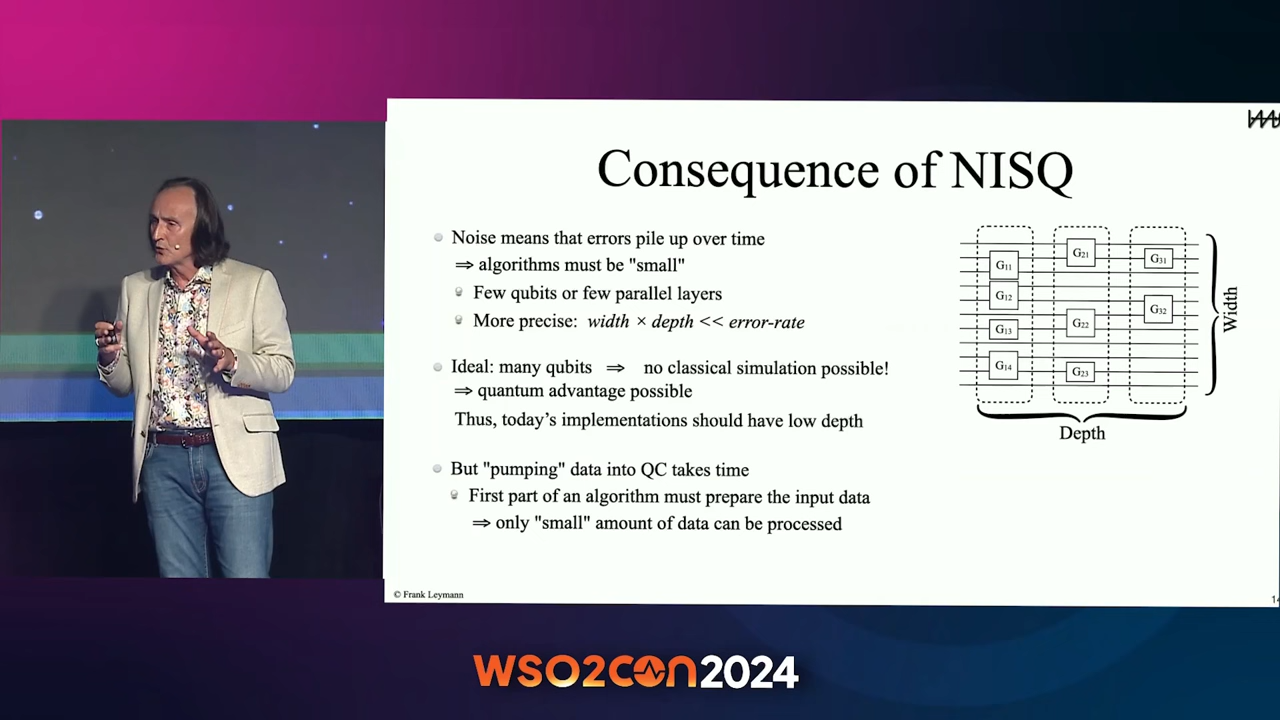 Consequence of NISQ
Noise means that errors pile up over time
⇒ algorithms must be "small"
Few qubits or few parallel layers
More precise: width × depth << error-rate
Ideal: many qubits ⇒ no classical simulation possible!
⇒ quantum advantage possible
Thus, today's implementations should have low depth
But "pumping" data into QC takes time
First part of an algorithm must prepare the input data
⇒ only "small" amount of data can be processed
G11
G12
G13
G14
G21
G22
G23
G31
G32
Width
Depth
© Frank Leymann
WSO2CON2024